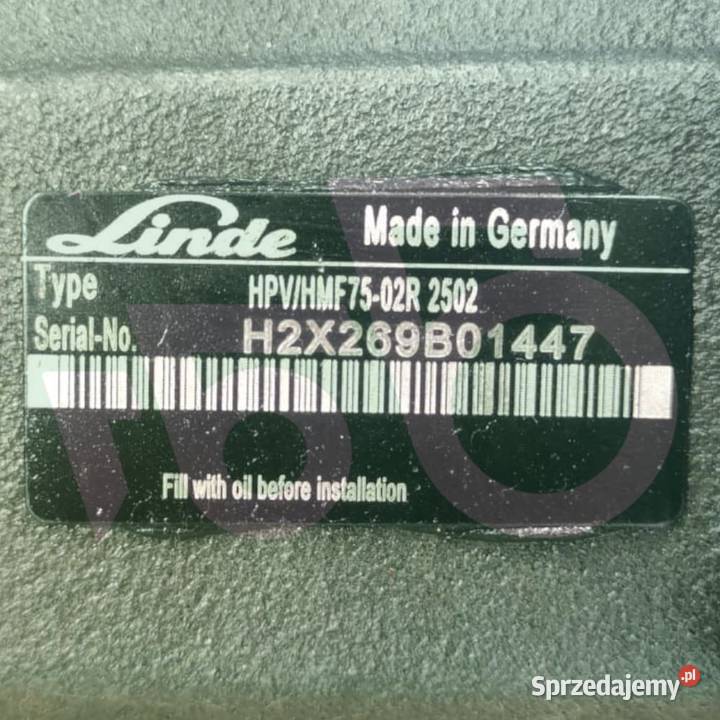 Linde Made in Germany
Type HPV/HMF75-02R 2502
Serial-No. H2X269B01447
Fill with oil before installation
Sprzedajemy.pl